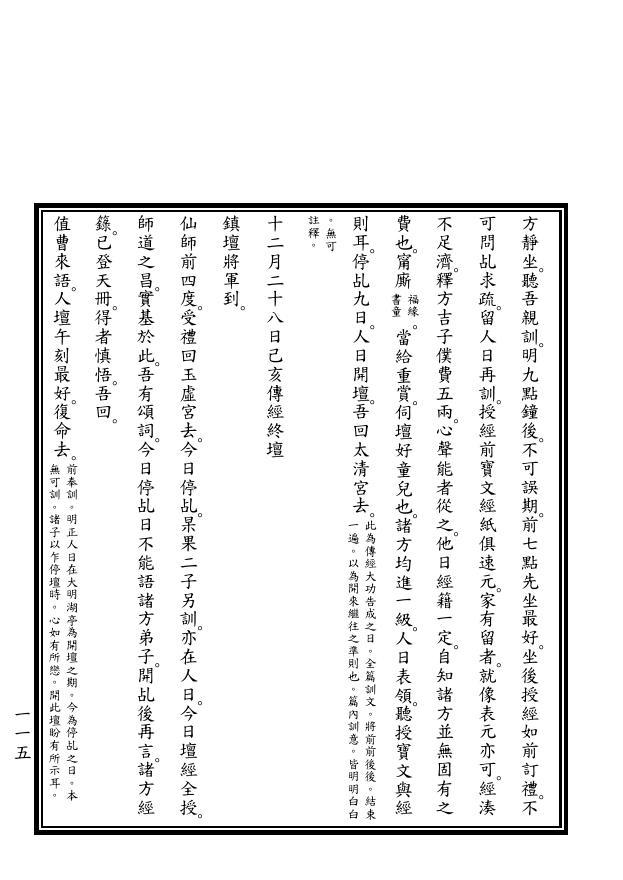 方靜坐。聽吾親訓。明九點鐘後。不可誤期。前七點先坐最好。坐後授經如前訂禮。不
可問乩求疏。留人日再訓。授經前寶文經紙俱速元。家有留者。就像表元亦可。經湊
不足濟。釋方吉子僕費五兩。心聲能者從之。他日經籍一定。自知諸方並無固有之
費也。甯廝福緣書童。當給重賞。伺壇好童兒也。諸方均進一級。人日表領。聽授寶文與經
則耳。停乩九日。人日開壇。吾回太清宮去。此為傳經大功告成之日。全篇訓文。將前前後後。結束一遍。以為開來繼往之準則也。篇內訓意。皆明明白白
。無可註釋。
十二月二十八日己亥傳經終壇
鎮壇將軍到。
仙師前四度。受禮回玉虛宮去。今日停乩。杲果二子另訓。亦在人日。今日壇經全授。
師道之昌。實基於此。吾有頌詞。今日停乩日不能語諸方弟子。開乩後再言。諸方經
籙。已登天冊。得者慎悟。吾回。
值曹來語。人壇午刻最好。復命去。前奉訓。明正人日在大明湖亭為開壇之期。今為停乩之日。本無可訓。諸子以乍停壇時。心如有所戀。開此壇盼有所示耳。
一一五